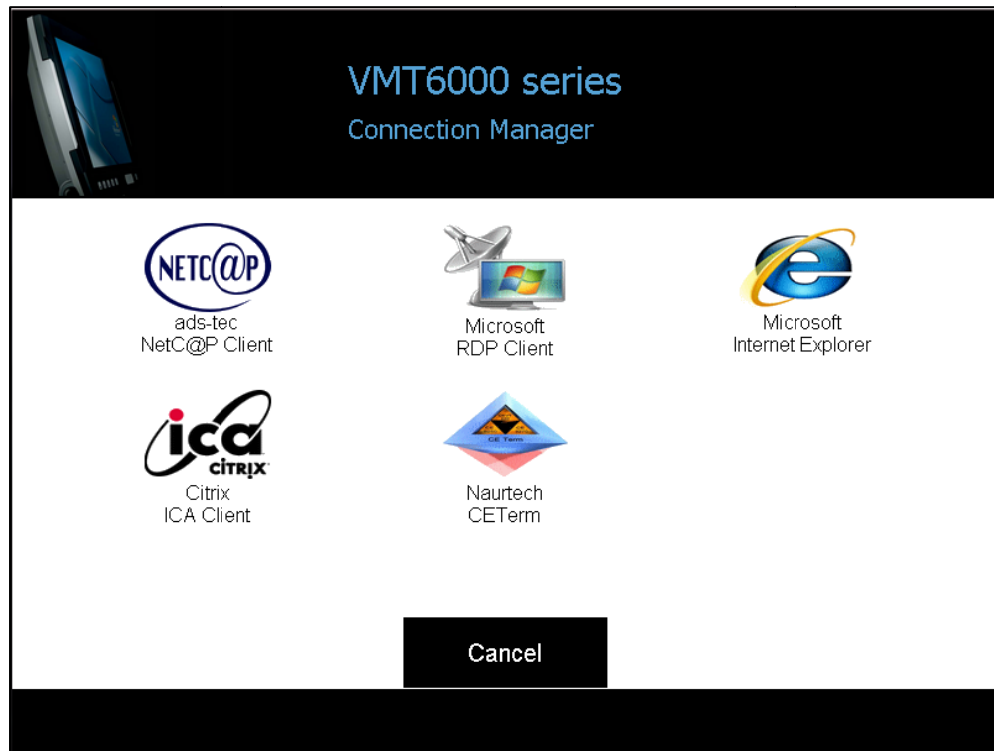 VMT6000 series
Connection Manager
NETC@P
ads-tec
NetC@P Client
Microsoft
RDP Client
Microsoft
Internet Explorer
ica
CITRIX
Citrix
ICA Client
CE Term
Naurtech
CETerm
Cancel